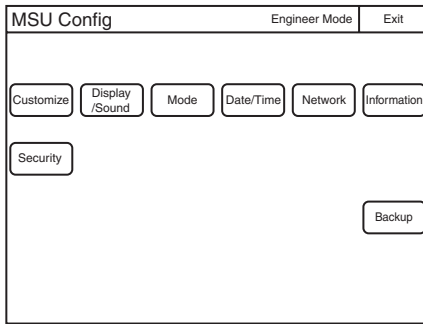 MSU Config Engineer Mode Exit
Customize Display /Sound Mode Date/Time Network Information
Security
Backup